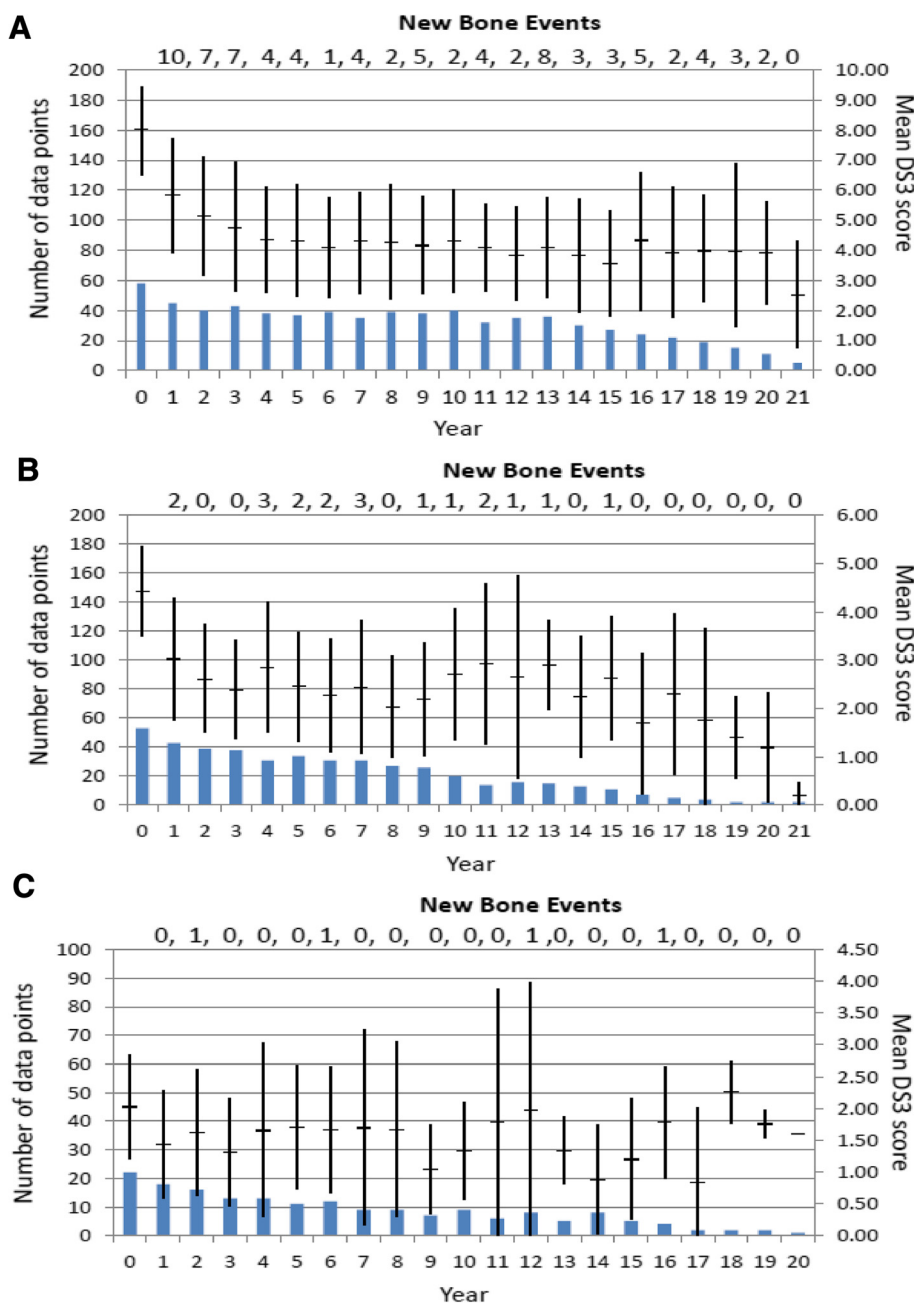 A
New Bone Events
10, 7, 7, 4, 4, 1, 4, 2, 5, 2, 4, 2, 8, 3, 3, 5, 2, 4, 3, 2, 0
200 10.00
180 9.00
160 8.00
140 7.00
120 6.00
100 5.00
80 4.00
60 3.00
40 2.00
20 1.00
0 0.00
Number of data points
Mean DS3 score
0 1 2 3 4 5 6 7 8 9 10 11 12 13 14 15 16 17 18 19 20 21
Year
B
New Bone Events
2, 0, 0, 3, 2, 2, 3, 0, 1, 1, 2, 1, 1, 0, 1, 0, 0, 0, 0, 0, 0
200 6.00
180
160 5.00
140
120 4.00
100 3.00
80
60 2.00
40 1.00
20
0 0.00
Number of data points
Mean DS3 score
0 1 2 3 4 5 6 7 8 9 10 11 12 13 14 15 16 17 18 19 20 21
Year
C
New Bone Events
0, 1, 0, 0, 0, 1, 0, 0, 0, 0, 0, 1 ,0, 0, 0, 1, 0, 0, 0, 0
100 4.50
90 4.00
80 3.50
70 3.00
60 2.50
50 2.00
40
30 1.50
20 1.00
10 0.50
0 0.00
Number of data points
Mean DS3 score
0 1 2 3 4 5 6 7 8 9 10 11 12 13 14 15 16 17 18 19 20
Year